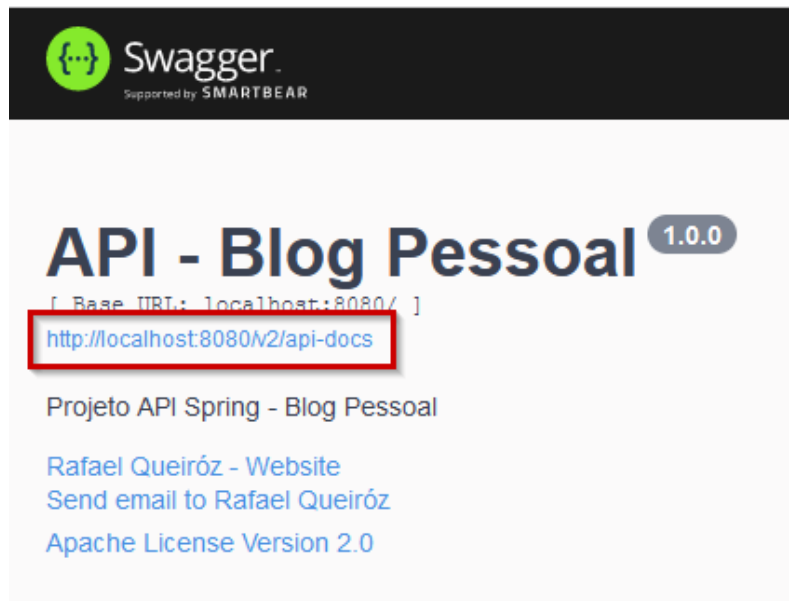 {···} Swagger™
Supported by SMARTBEAR
API - Blog Pessoal 1.0.0
[ Base URL: localhost:8080/ ]
http://localhost:8080/v2/api-docs
Projeto API Spring - Blog Pessoal
Rafael Queiróz - Website
Send email to Rafael Queiróz
Apache License Version 2.0